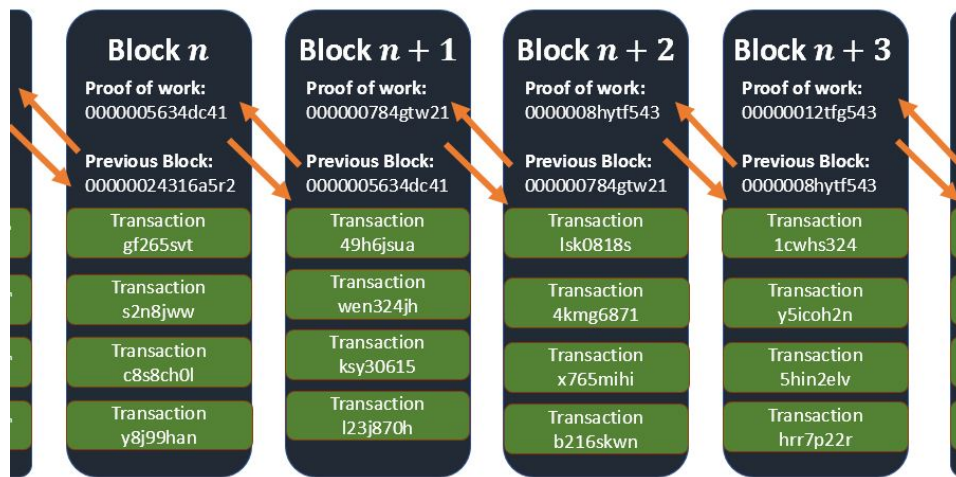 Block n
Proof of work:
0000005634dc41
Previous Block:
00000024316a5r2
Transaction
gf265svt
Transaction
s2n8jww
Transaction
c8s8ch0l
Transaction
y8j99han
Block n + 1
Proof of work:
000000784gtw21
Previous Block:
0000005634dc41
Transaction
49h6jsua
Transaction
wen324jh
Transaction
ksy30615
Transaction
l23j870h
Block n + 2
Proof of work:
0000008hytf543
Previous Block:
000000784gtw21
Transaction
lsk0818s
Transaction
4kmg6871
Transaction
x765mihi
Transaction
b216skwn
Block n + 3
Proof of work:
00000012tfg543
Previous Block:
0000008hytf543
Transaction
1cwhs324
Transaction
y5icoh2n
Transaction
5hin2elv
Transaction
hrr7p22r